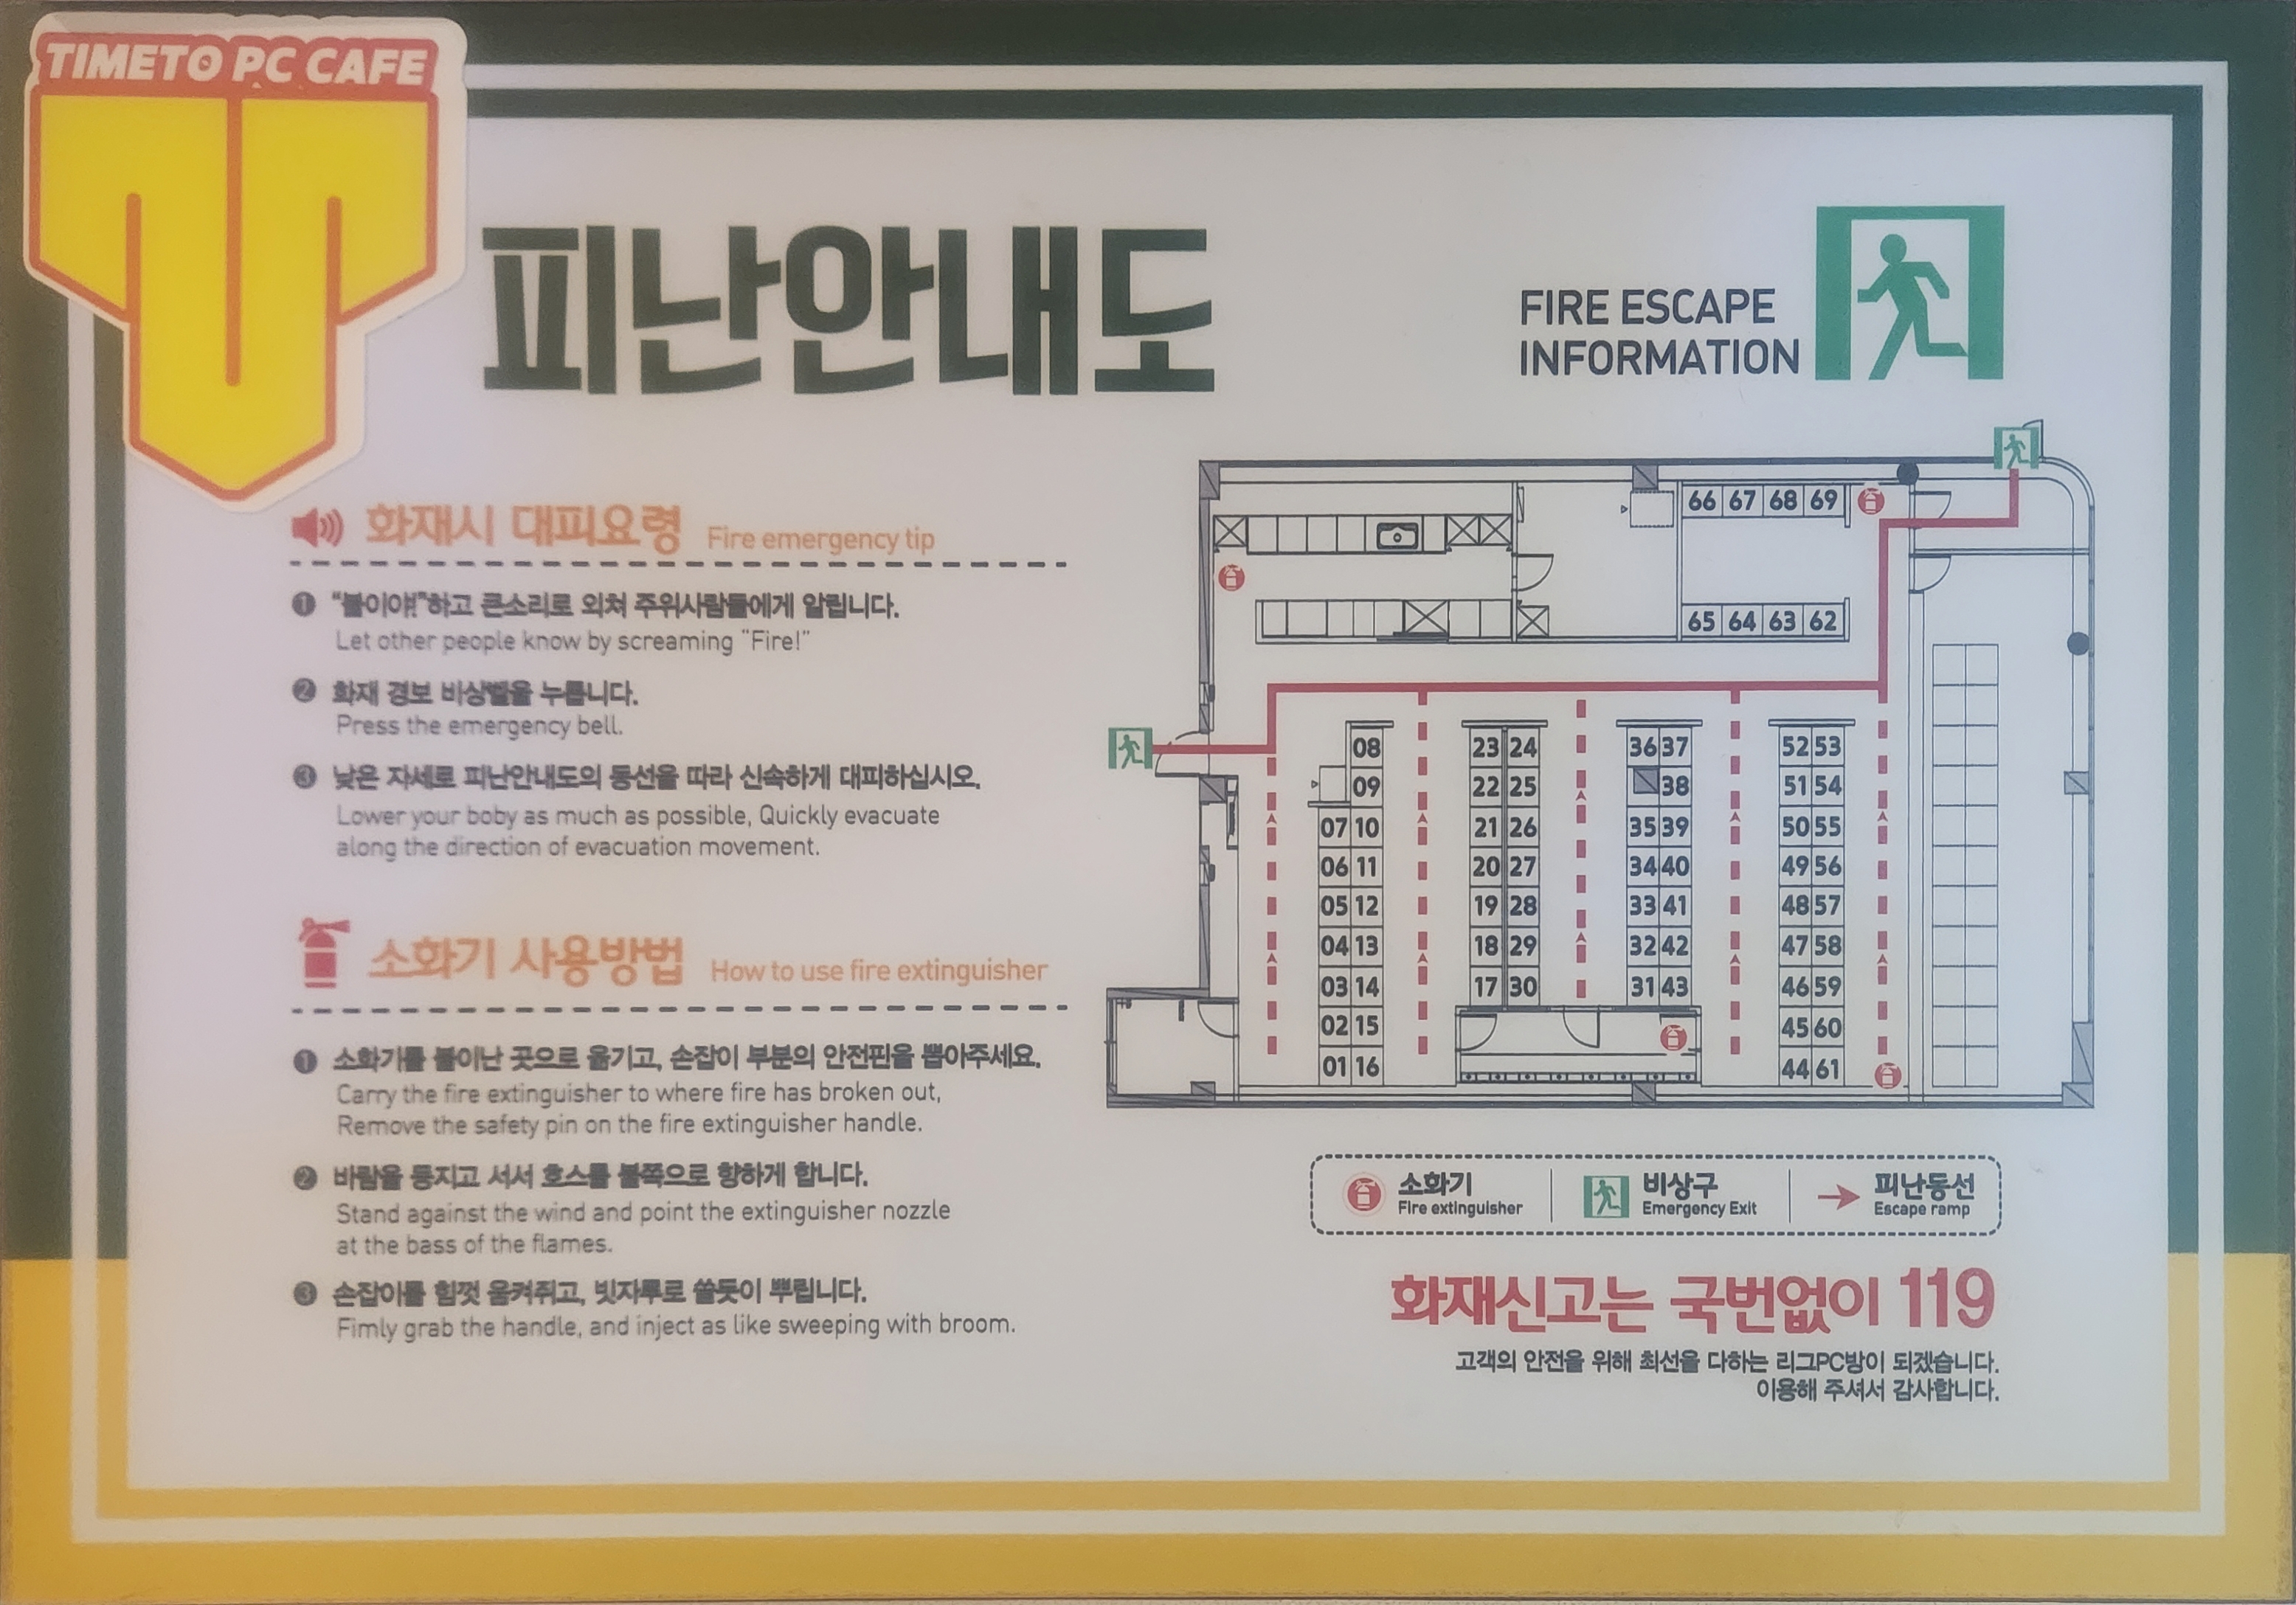 TIMETO PC CAFE
피난안내도
FIRE ESCAPE
INFORMATION
화재시 대피요령 Fire emergency tip
❶ "불이야!"하고 큰소리로 외쳐 주위사람들에게 알립니다.
Let other people know by screaming "Fire!"
❷ 화재 경보 비상벨을 누릅니다.
Press the emergency bell.
❸ 낮은 자세로 피난안내도의 동선을 따라 신속하게 대피하십시오.
Lower your boby as much as possible, Quickly evacuate
along the direction of evacuation movement.
소화기 사용방법 How to use fire extinguisher
❶ 소화기를 불이난 곳으로 옮기고, 손잡이 부분의 안전핀을 뽑아주세요.
Carry the fire extinguisher to where fire has broken out,
Remove the safety pin on the fire extinguisher handle.
❷ 바람을 등지고 서서 호스를 불쪽으로 향하게 합니다.
Stand against the wind and point the extinguisher nozzle
at the bass of the flames.
❸ 손잡이를 힘껏 움켜쥐고, 빗자루로 쓸듯이 뿌립니다.
Fimly grab the handle, and inject as like sweeping with broom.
66 67 68 69
65 64 63 62
08 23 24 36 37 52 53
09 22 25 38 51 54
07 10 21 26 35 39 50 55
06 11 20 27 34 40 49 56
05 12 19 28 33 41 48 57
04 13 18 29 32 42 47 58
03 14 17 30 31 43 46 59
02 15 45 60
01 16 44 61
소화기 비상구 피난동선
Fire extinguisher Emergency Exit Escape ramp
화재신고는 국번없이 119
고객의 안전을 위해 최선을 다하는 리그PC방이 되겠습니다.
이용해 주셔서 감사합니다.